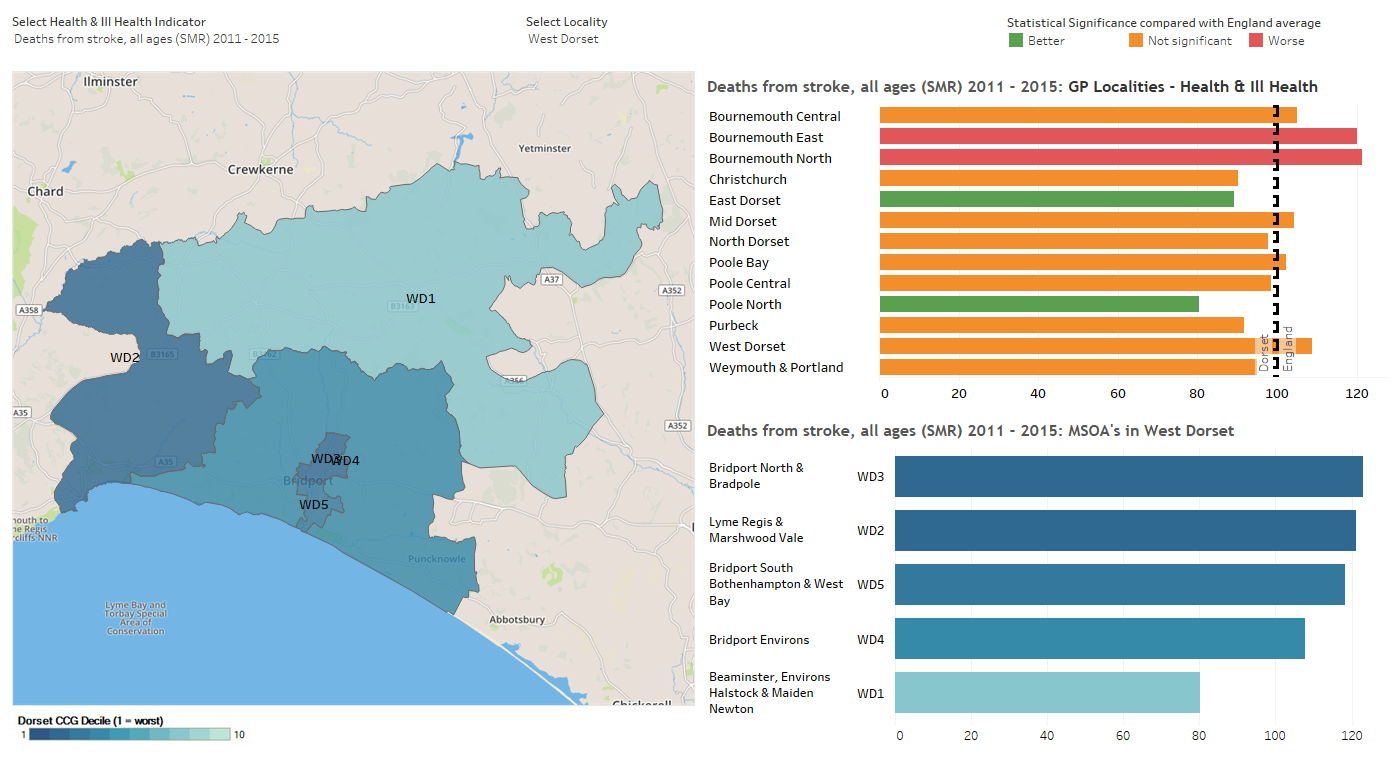 Select Health & Ill Health Indicator
Deaths from stroke, all ages (SMR) 2011 - 2015
Select Locality
West Dorset
Statistical Significance compared with England average
Better
Not significant
Worse
Ilminster
Yetminster
Crewkerne
Chard
A37
A352
A358
WD1
B3163
WD2
B3165
B3162
A356
A35
A352
WD3
WD4
A35
Bridport
WD5
mouth to
ne Regis
rcliffs NNR
Puncknowle
Lyme Bay and
Torbay Special
Area of
Conservation
Abbotsbury
Chickerell
Dorset CCG Decile (1 = worst)
1
10
Deaths from stroke, all ages (SMR) 2011 - 2015: GP Localities - Health & Ill Health
Bournemouth Central
Bournemouth East
Bournemouth North
Christchurch
East Dorset
Mid Dorset
North Dorset
Poole Bay
Poole Central
Poole North
Purbeck
West Dorset
Weymouth & Portland
Dorset
England
0 20 40 60 80 100 120
Deaths from stroke, all ages (SMR) 2011 - 2015: MSOA's in West Dorset
Bridport North &
Bradpole
WD3
Lyme Regis &
Marshwood Vale
WD2
Bridport South
Bothenhampton & West
Bay
WD5
Bridport Environs
WD4
Beaminster, Environs
Halstock & Maiden
Newton
WD1
0 20 40 60 80 100 120